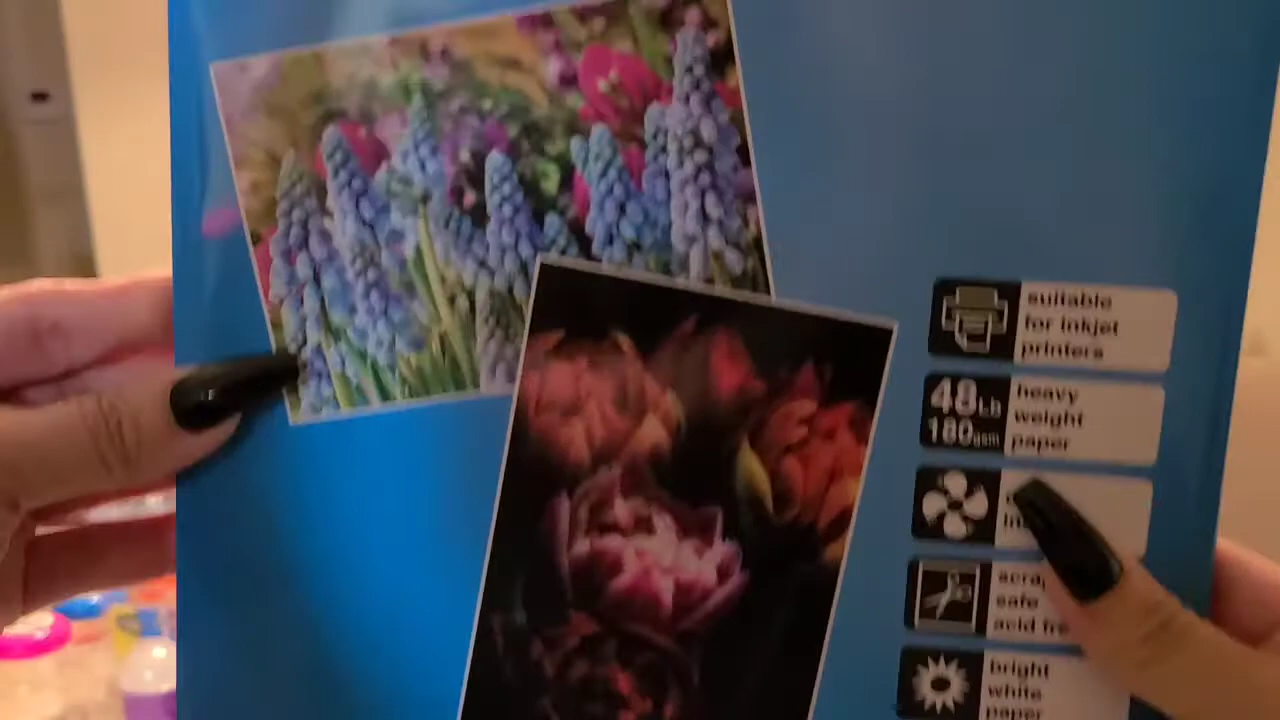 suitable
for inkjet
printers
48Lb
180gsm
heavy
weight
paper
safe
bright
white
paper